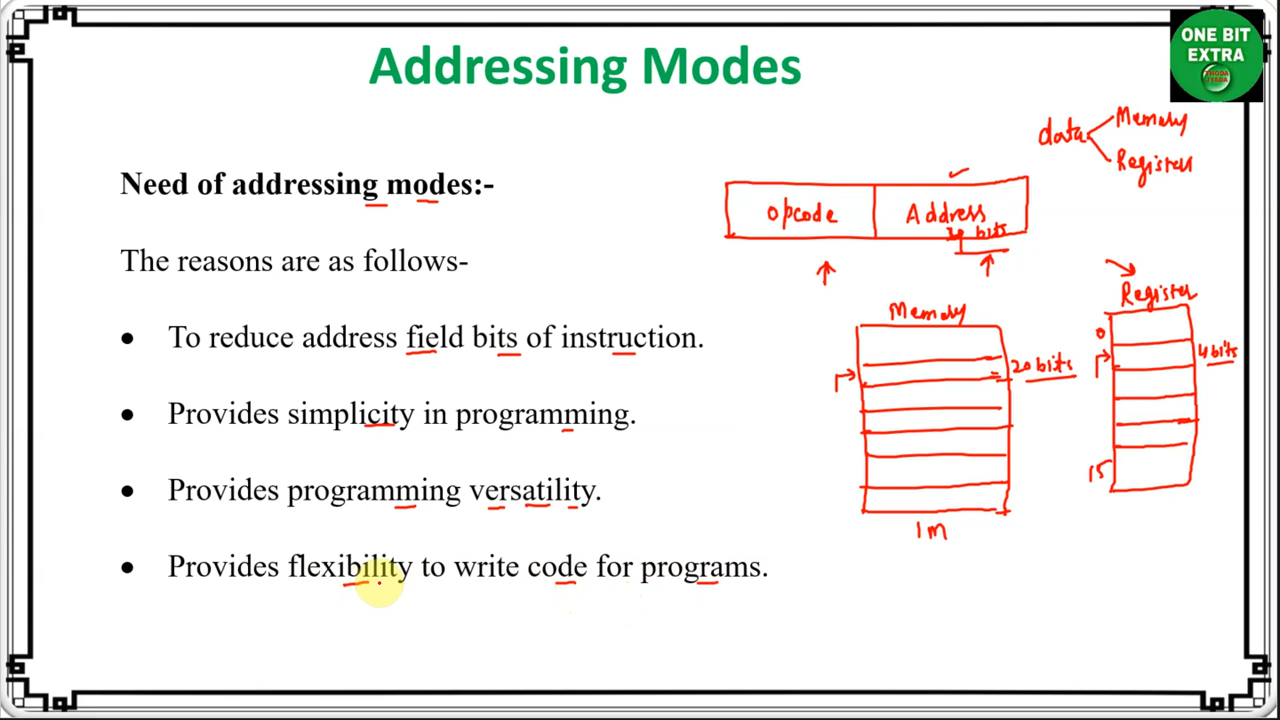 Addressing Modes
ONE BIT
EXTRA
THODA
JYADA
Need of addressing modes:-
The reasons are as follows-
• To reduce address field bits of instruction.
• Provides simplicity in programming.
• Provides programming versatility.
• Provides flexibility to write code for programs.
data
Memory
Register
opcode
Address
20 bits
Memory
20 bits
1M
Register
0
4 bits
15